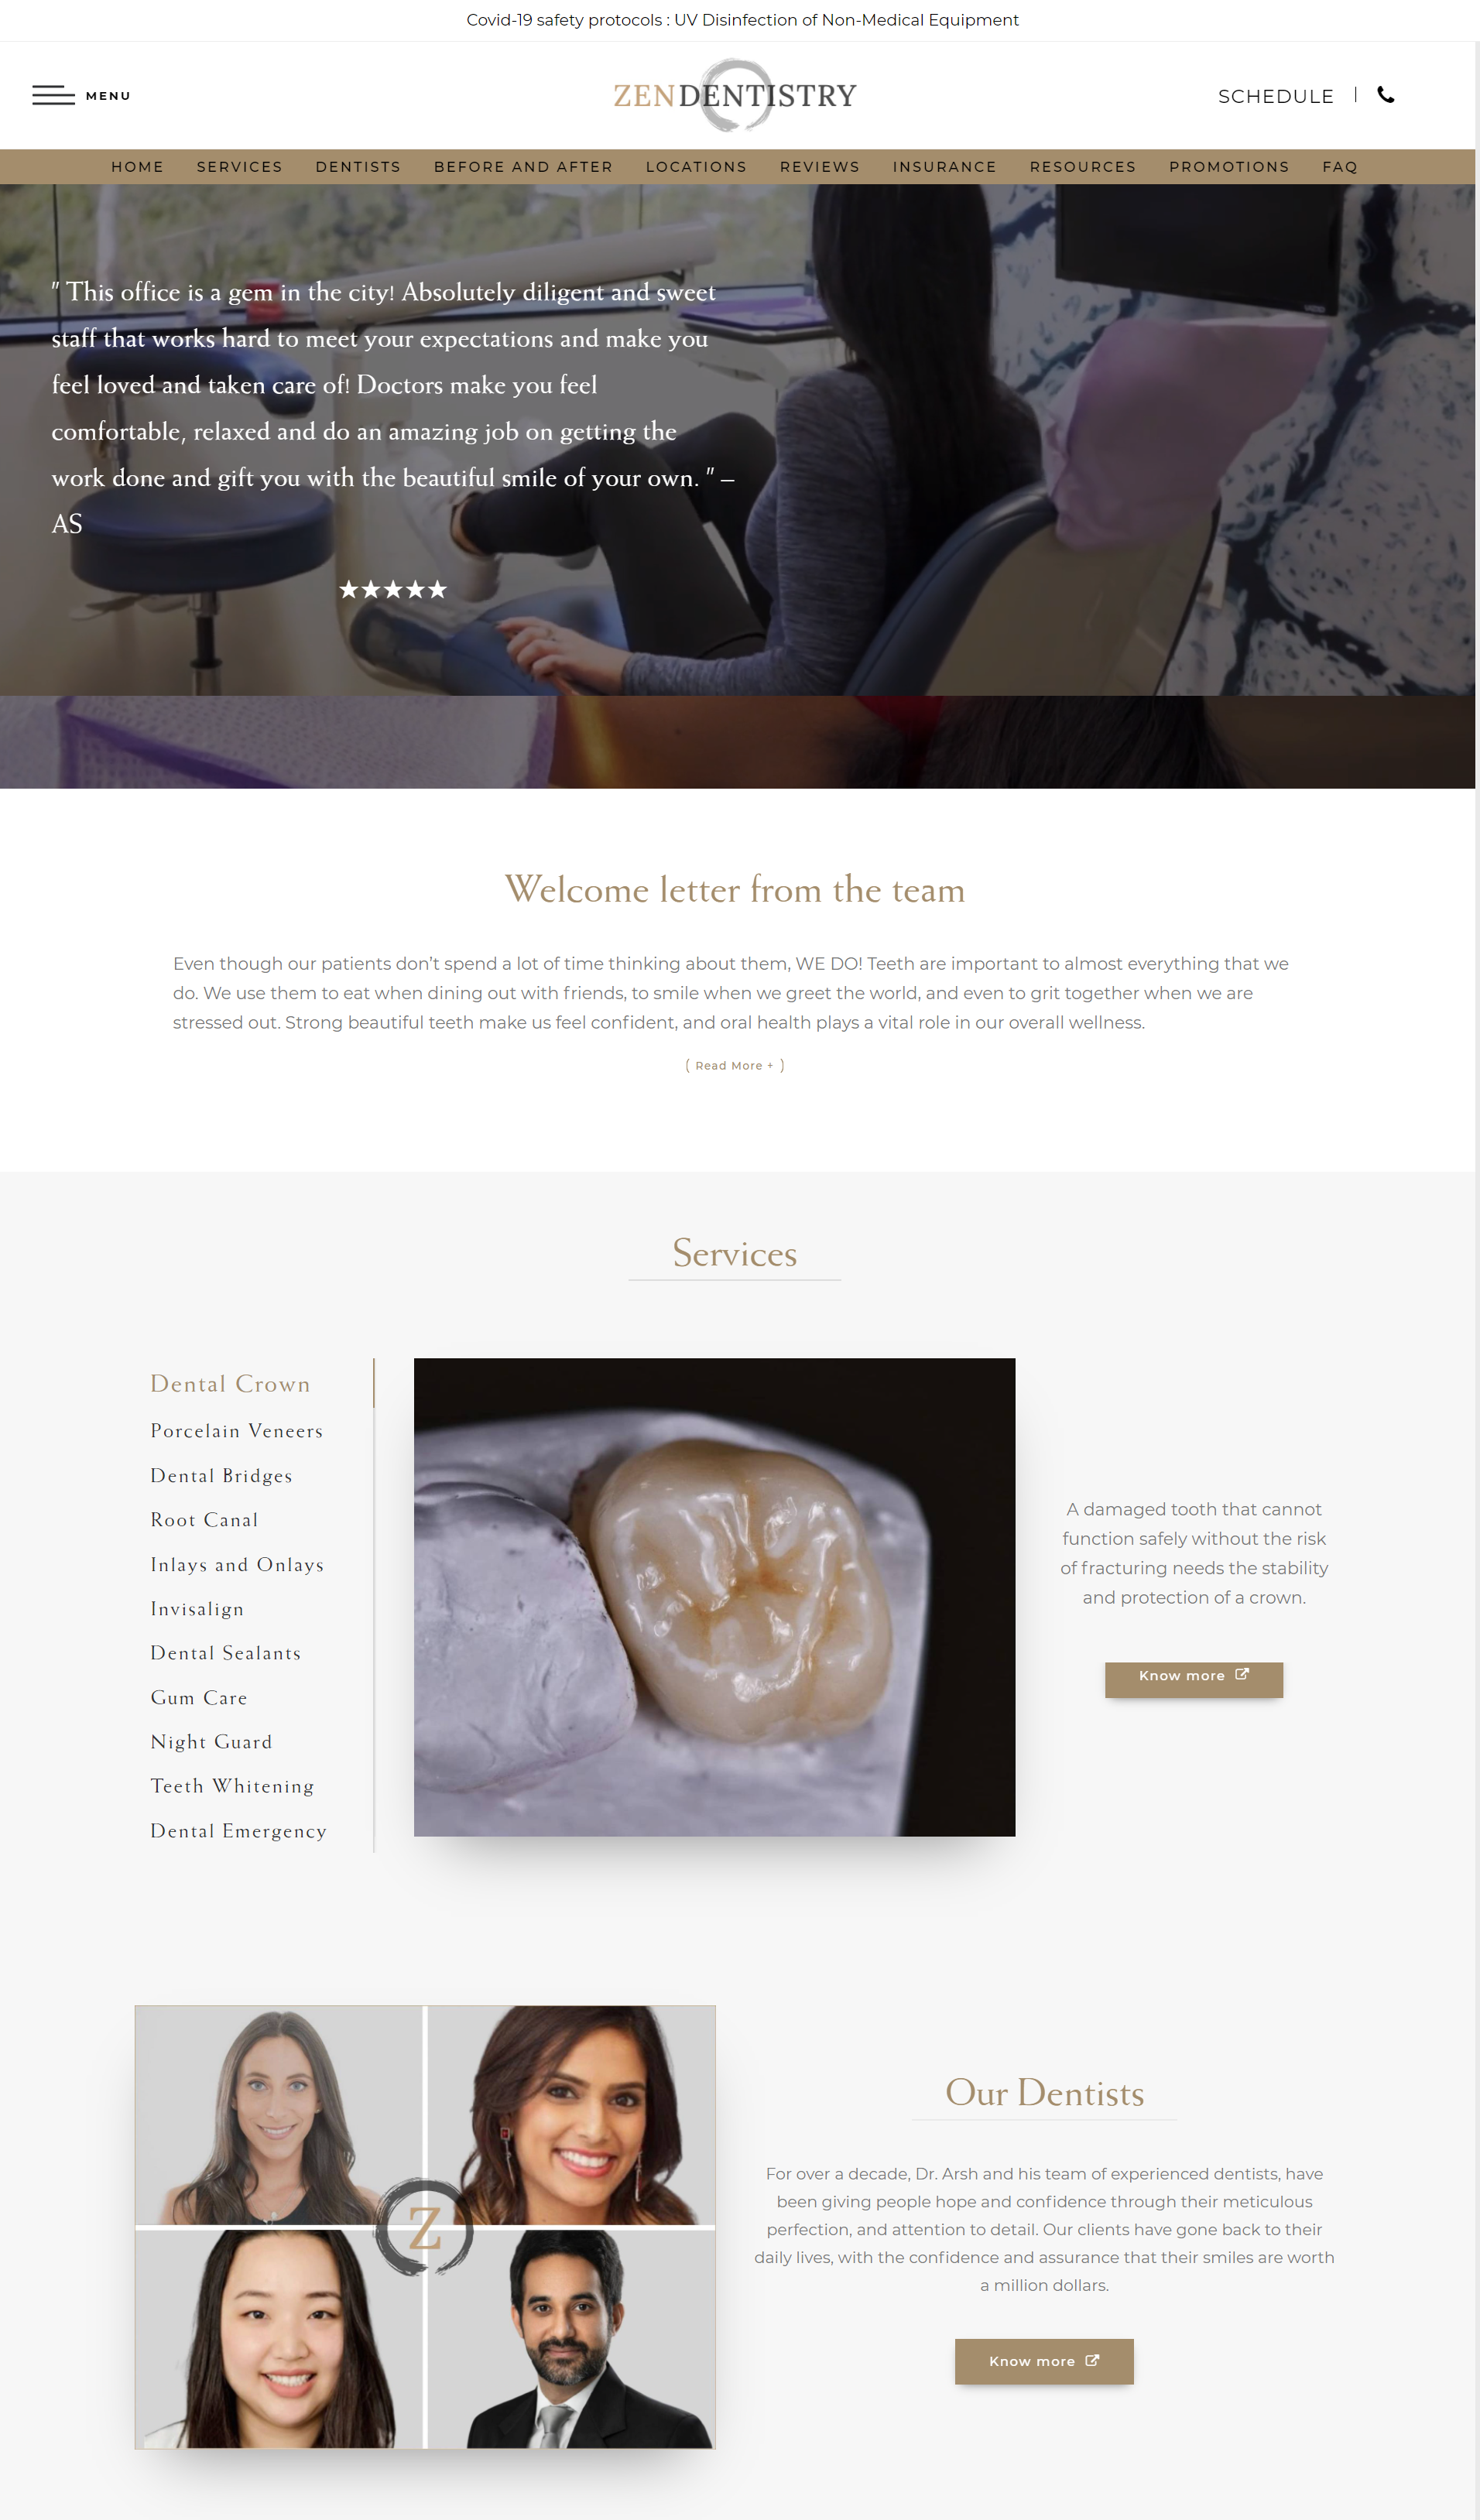 Covid-19 safety protocols : UV Disinfection of Non-Medical Equipment
MENU
ZENDENTISTRY
SCHEDULE
HOME SERVICES DENTISTS BEFORE AND AFTER LOCATIONS REVIEWS INSURANCE RESOURCES PROMOTIONS FAQ
" This office is a gem in the city! Absolutely diligent and sweet
staff that works hard to meet your expectations and make you
feel loved and taken care of! Doctors make you feel
comfortable, relaxed and do an amazing job on getting the
work done and gift you with the beautiful smile of your own. " –
AS
★★★★★
Welcome letter from the team
Even though our patients don’t spend a lot of time thinking about them, WE DO! Teeth are important to almost everything that we
do. We use them to eat when dining out with friends, to smile when we greet the world, and even to grit together when we are
stressed out. Strong beautiful teeth make us feel confident, and oral health plays a vital role in our overall wellness.
( Read More + )
Services
Dental Crown
Porcelain Veneers
Dental Bridges
Root Canal
Inlays and Onlays
Invisalign
Dental Sealants
Gum Care
Night Guard
Teeth Whitening
Dental Emergency
A damaged tooth that cannot
function safely without the risk
of fracturing needs the stability
and protection of a crown.
Know more
Z
Our Dentists
For over a decade, Dr. Arsh and his team of experienced dentists, have
been giving people hope and confidence through their meticulous
perfection, and attention to detail. Our clients have gone back to their
daily lives, with the confidence and assurance that their smiles are worth
a million dollars.
Know more